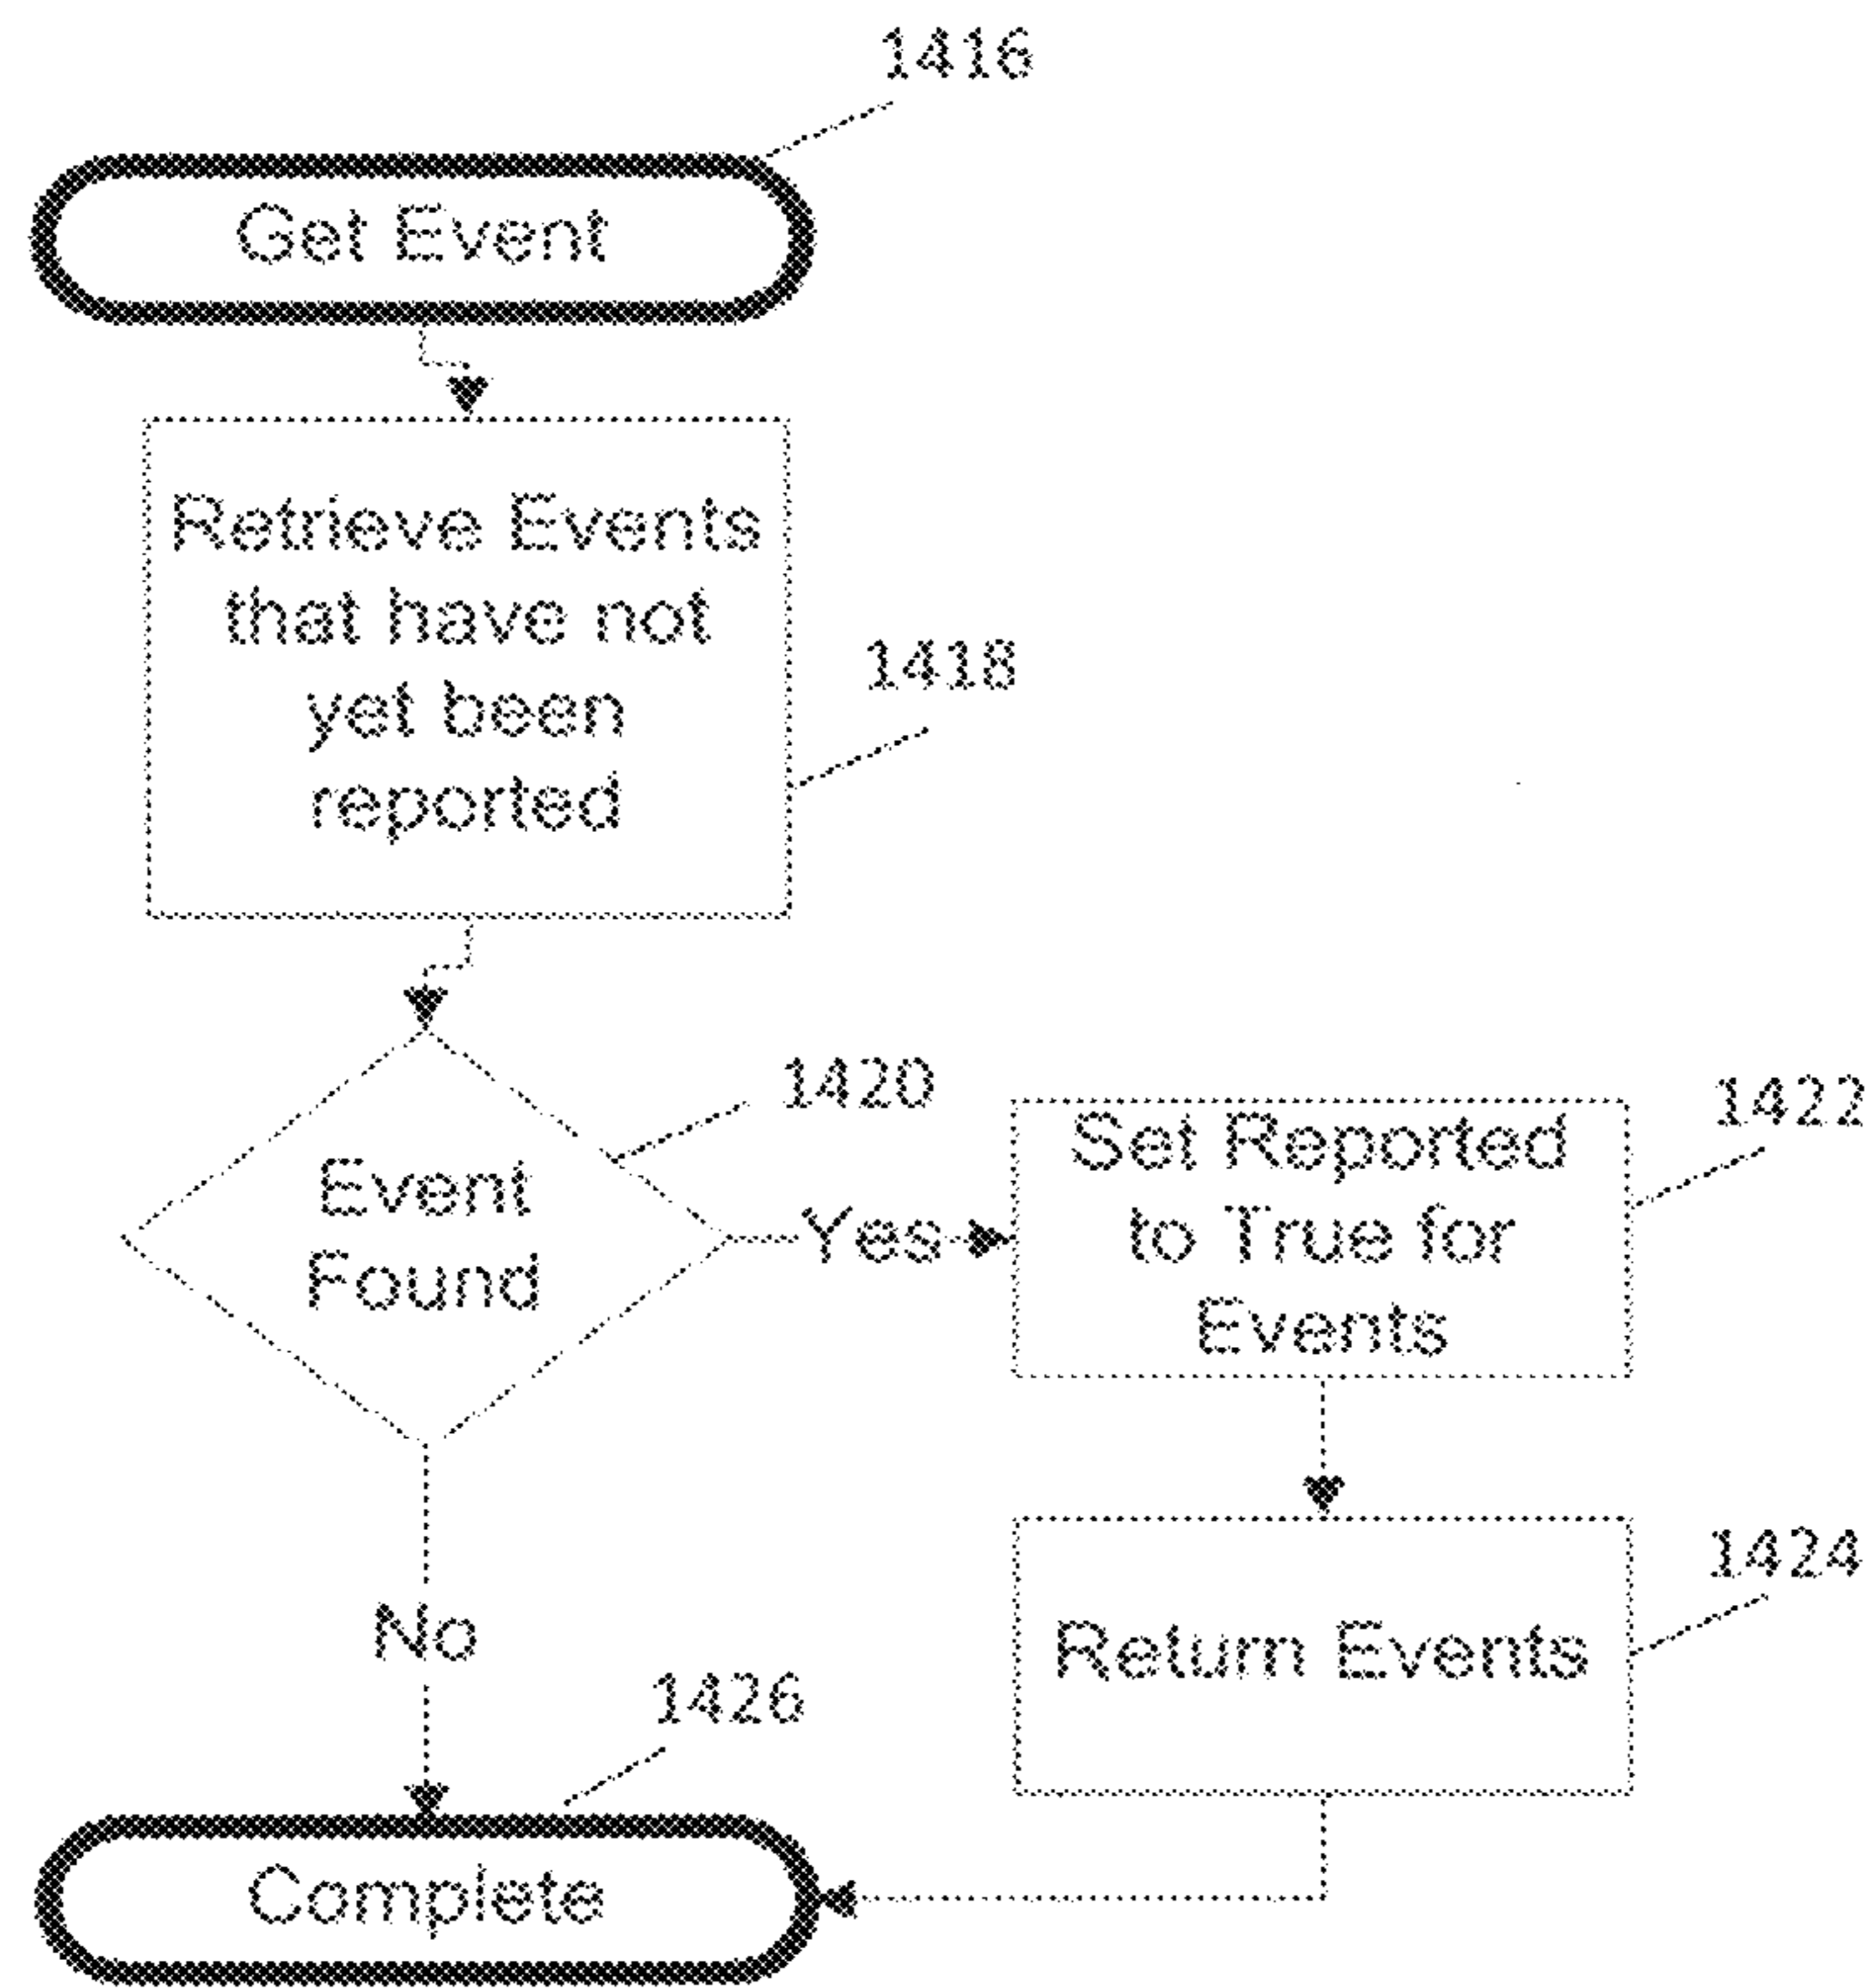 1416
Get Event
Retrieve Events
that have not
yet been
reported
1418
1420
Event
Found
Yes
Set Reported
to True for
Events
1422
No
Return Events
1424
1426
Complete